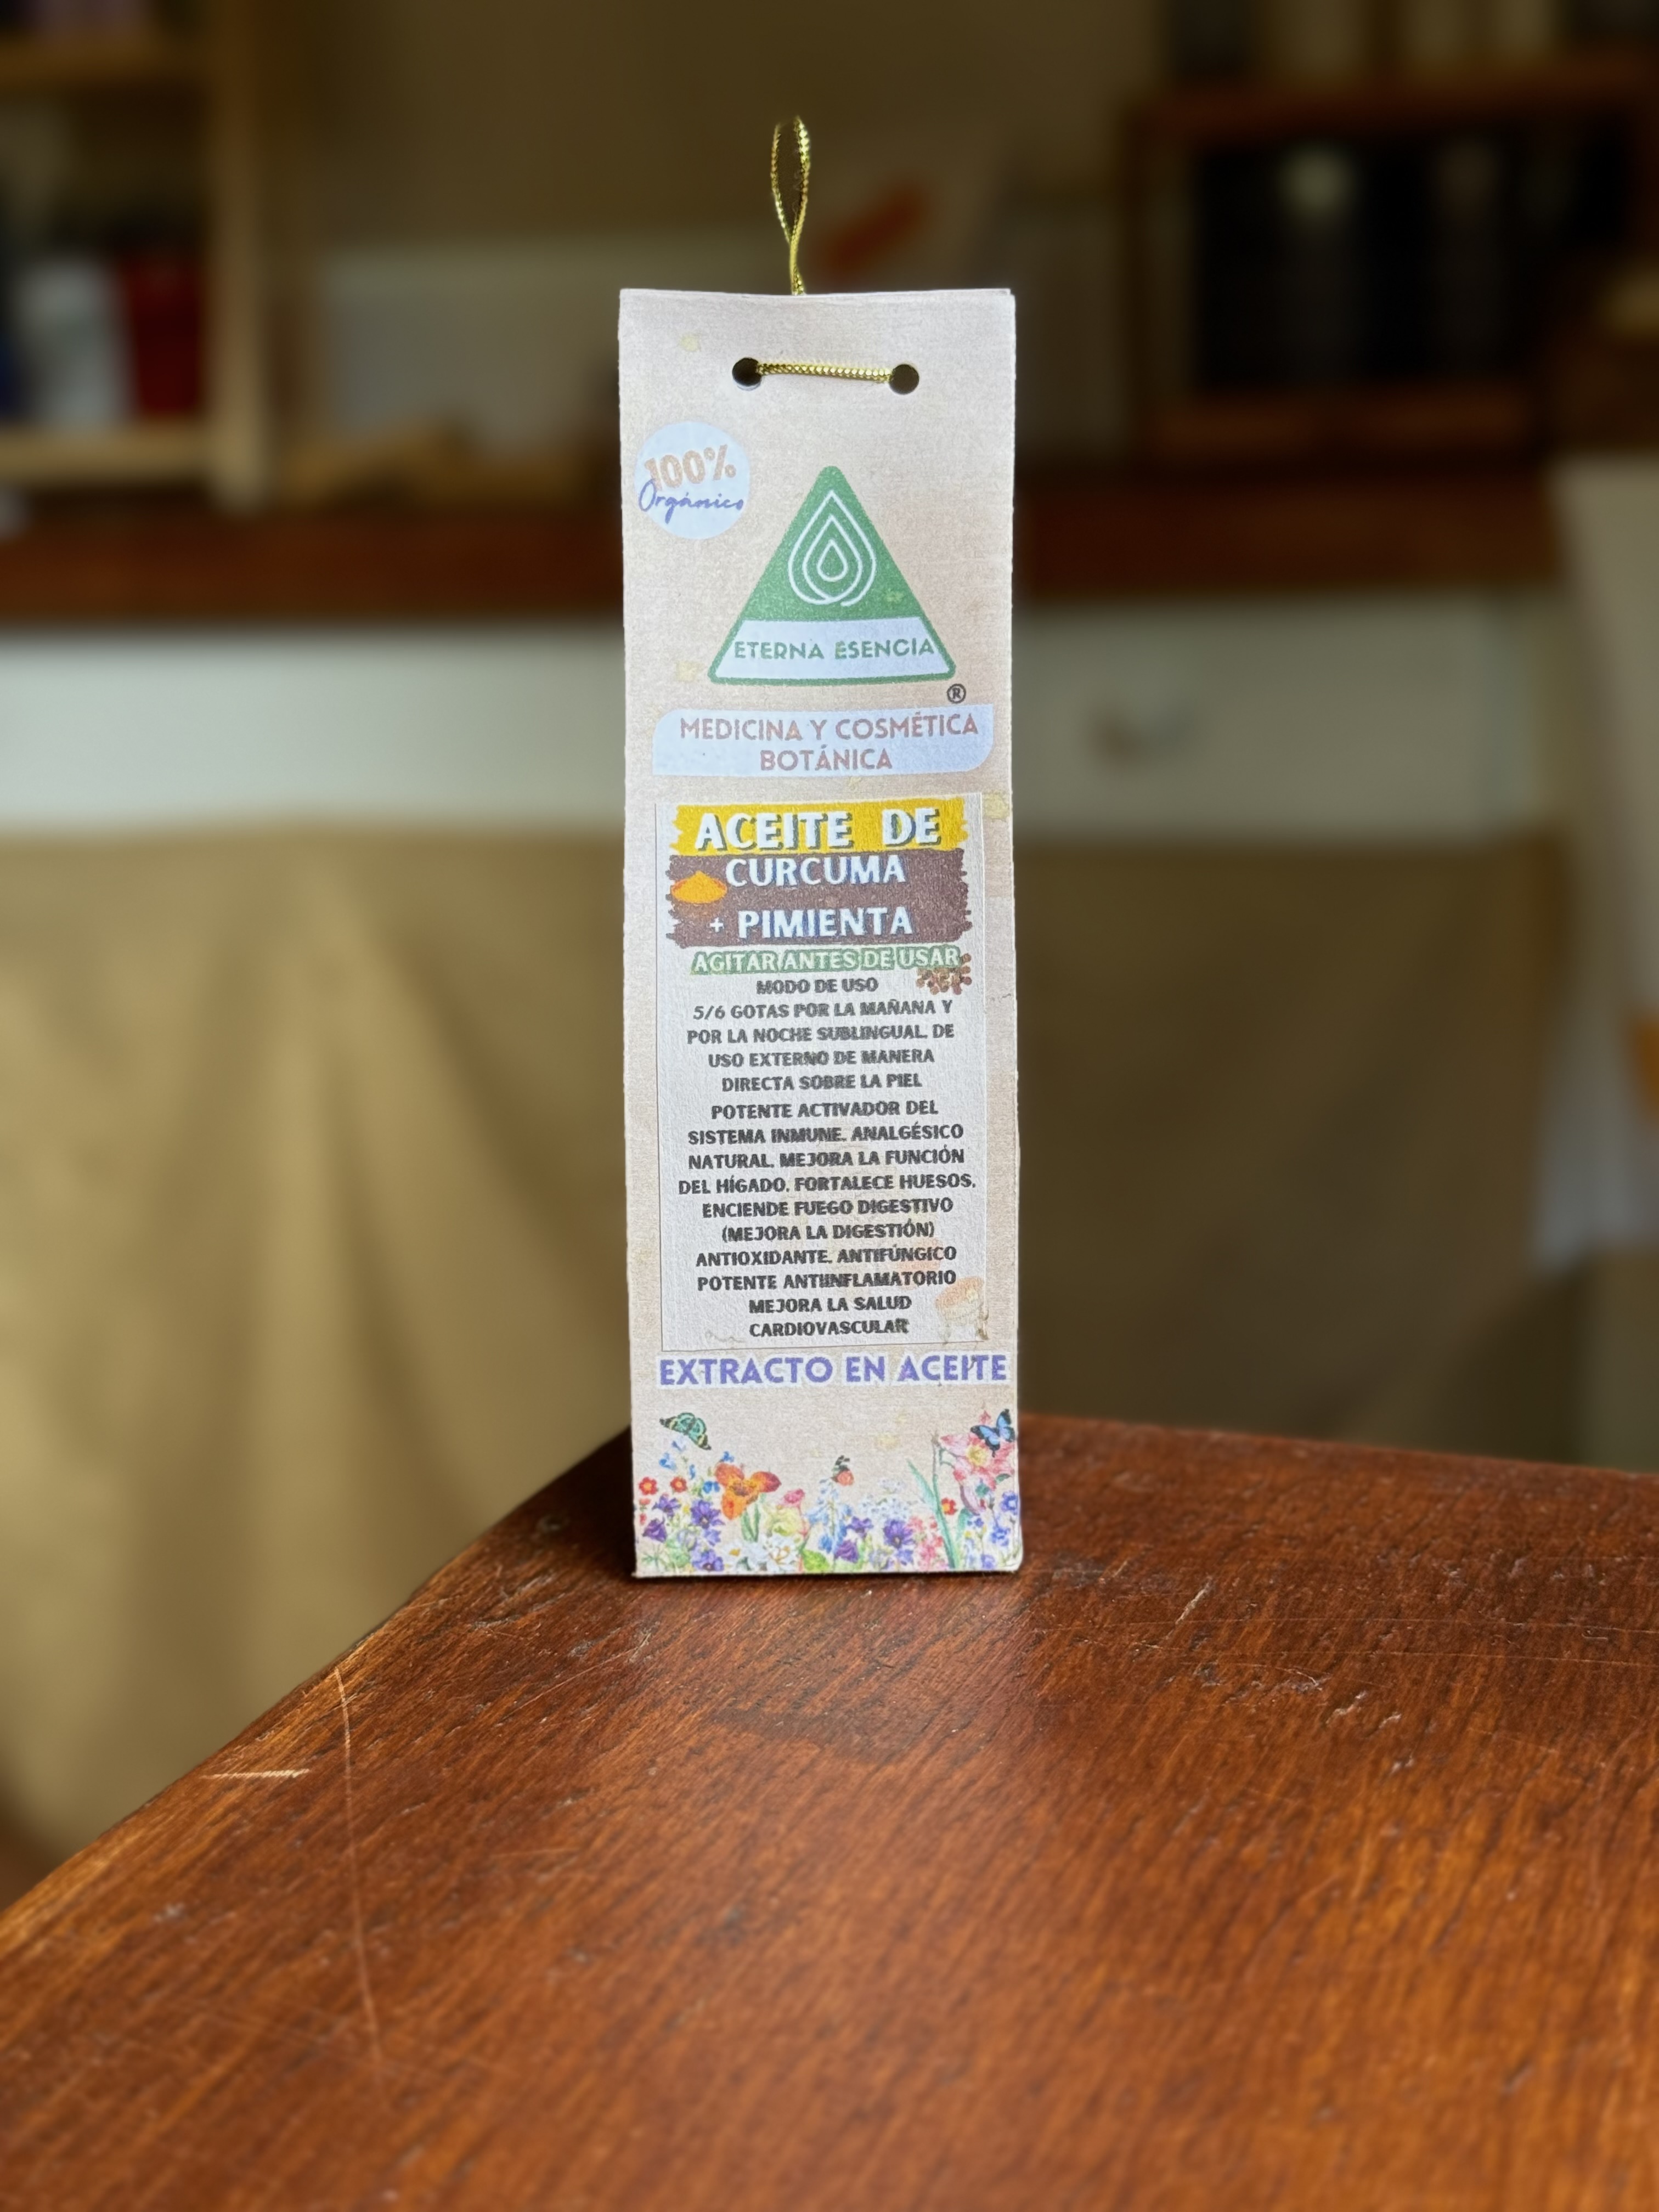 100%
Orgánico
ETERNA ESENCIA
®
MEDICINA Y COSMÉTICA
BOTÁNICA
ACEITE DE
CURCUMA
+ PIMIENTA
AGITAR ANTES DE USAR
MODO DE USO
5/6 GOTAS POR LA MAÑANA Y
POR LA NOCHE SUBLINGUAL. DE
USO EXTERNO DE MANERA
DIRECTA SOBRE LA PIEL
POTENTE ACTIVADOR DEL
SISTEMA INMUNE. ANALGÉSICO
NATURAL. MEJORA LA FUNCIÓN
DEL HÍGADO. FORTALECE HUESOS.
ENCIENDE FUEGO DIGESTIVO
(MEJORA LA DIGESTIÓN)
ANTIOXIDANTE. ANTIFÚNGICO
POTENTE ANTIINFLAMATORIO
MEJORA LA SALUD
CARDIOVASCULAR
EXTRACTO EN ACEITE